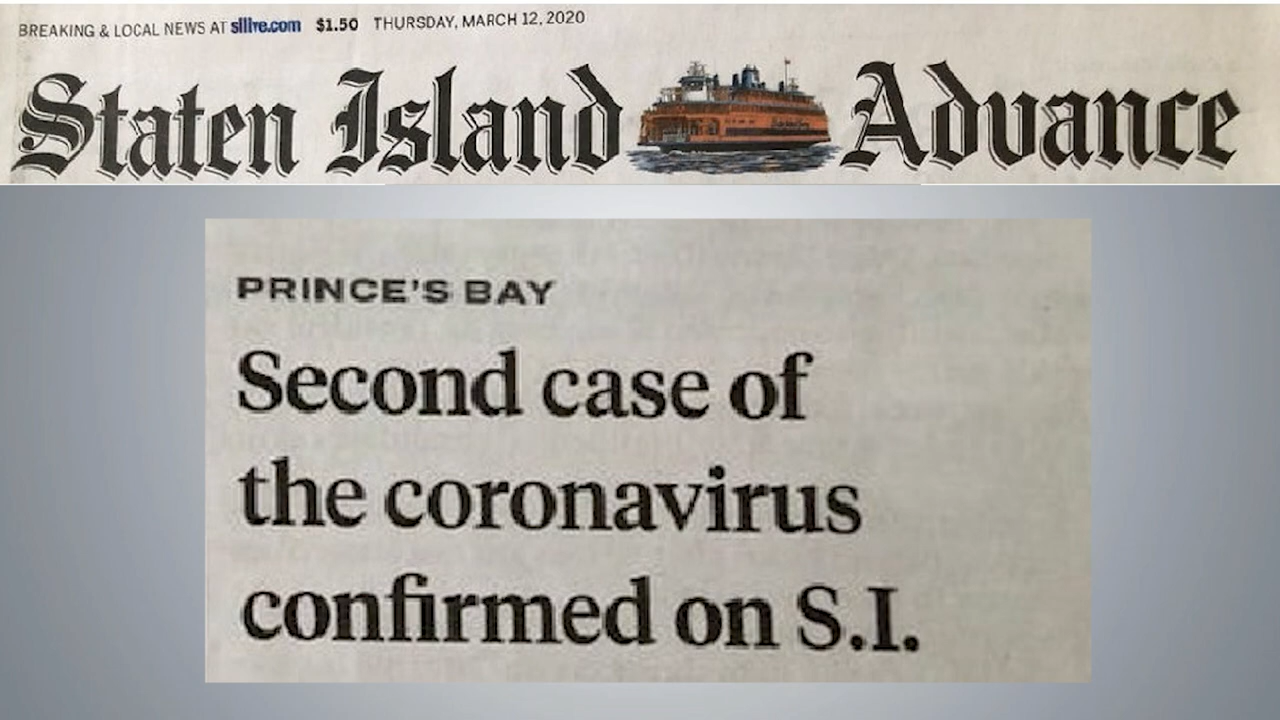 BREAKING & LOCAL NEWS AT silive.com $1.50 THURSDAY, MARCH 12, 2020
Staten Island Advance
PRINCE'S BAY
Second case of
the coronavirus
confirmed on S.I.